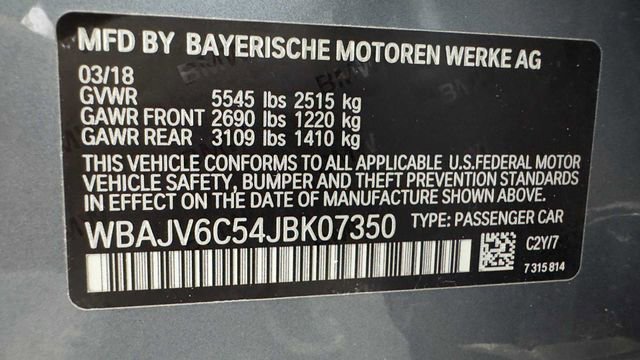 MFD BY BAYERISCHE MOTOREN WERKE AG
03/18
GVWR 5545 lbs 2515 kg
GAWR FRONT 2690 lbs 1220 kg
GAWR REAR 3109 lbs 1410 kg
THIS VEHICLE CONFORMS TO ALL APPLICABLE U.S.FEDERAL MOTOR
VEHICLE SAFETY, BUMPER AND THEFT PREVENTION STANDARDS
IN EFFECT ON THE DATE OF MANUFACTURE SHOWN ABOVE.
WBAJV6C54JBK07350 TYPE: PASSENGER CAR
C2Y/7
7 315 814